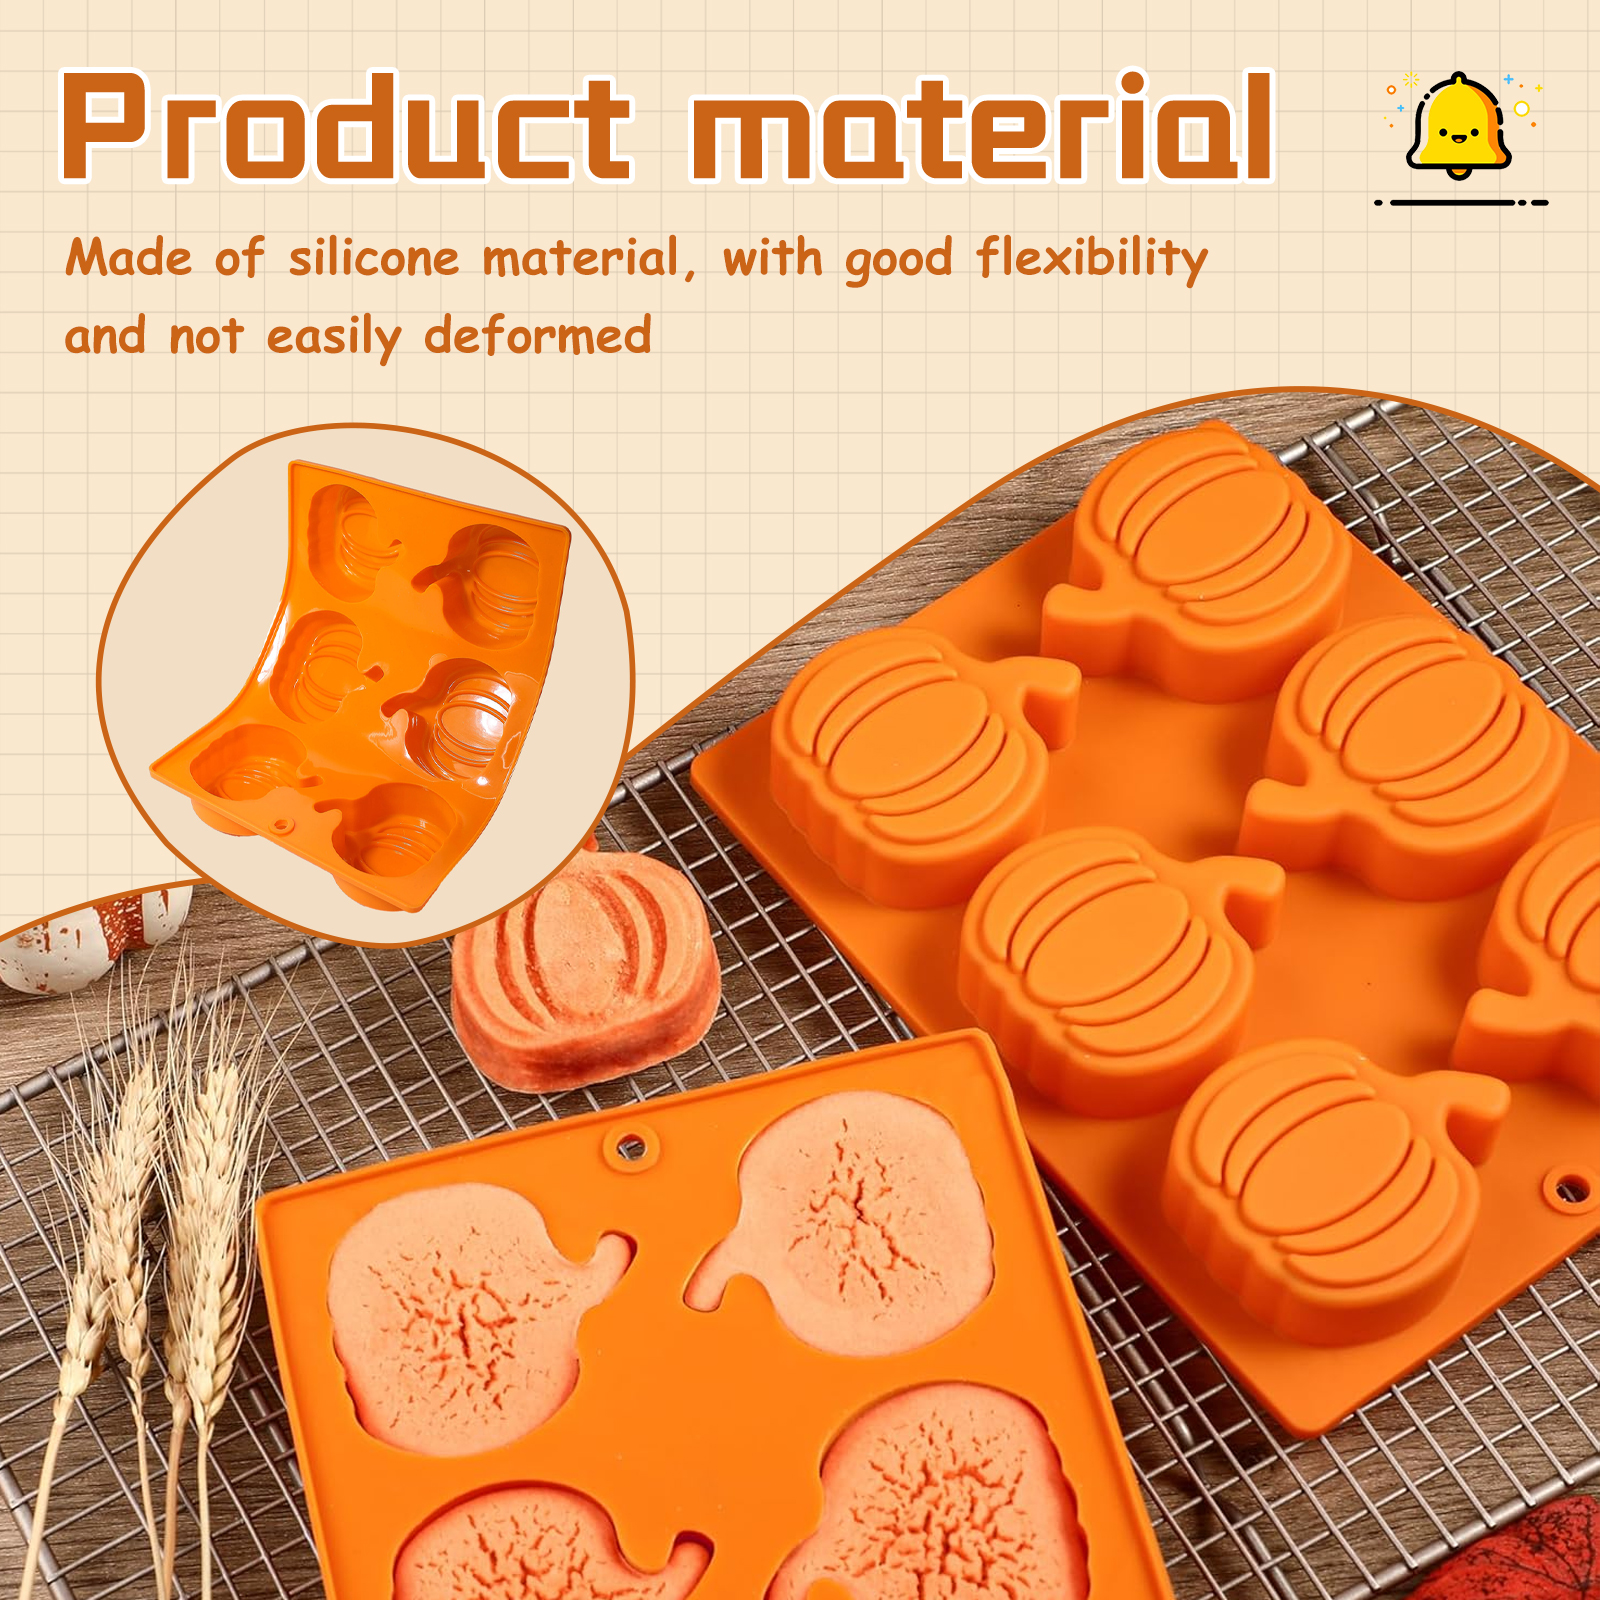 Product material
Made of silicone material, with good flexibility
and not easily deformed